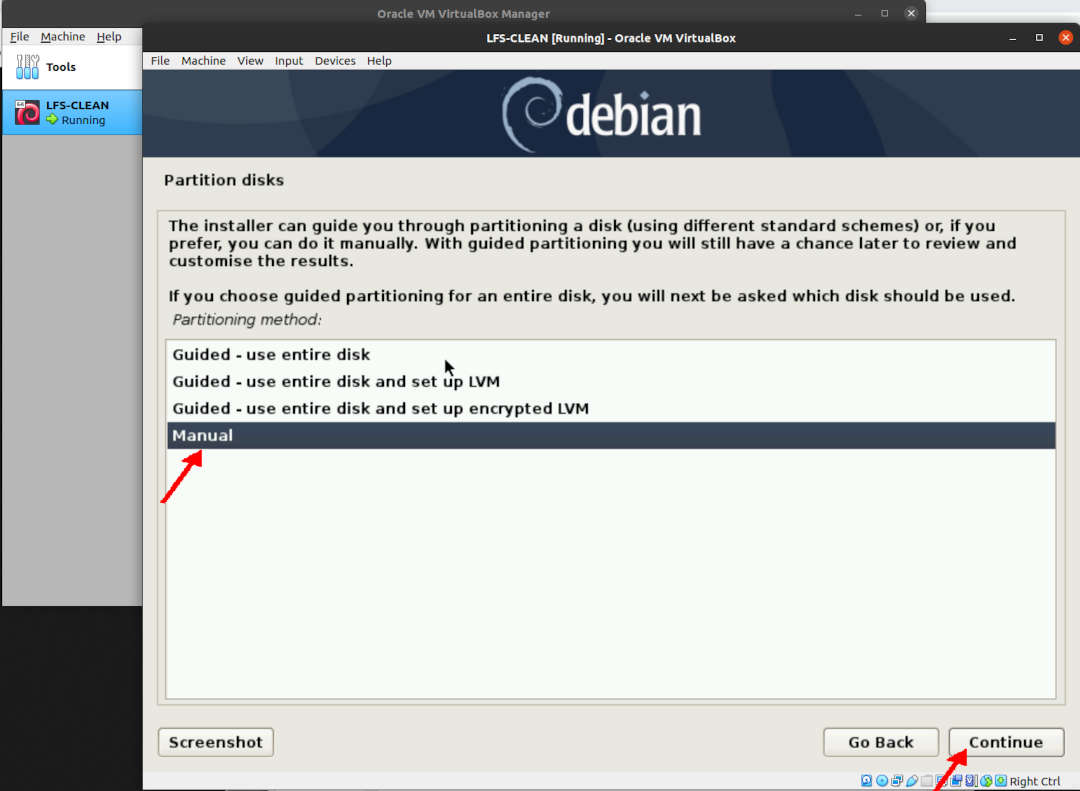 Oracle VM VirtualBox Manager
File Machine Help
Tools
LFS-CLEAN
Running
LFS-CLEAN [Running] - Oracle VM VirtualBox
File Machine View Input Devices Help
debian
Partition disks
The installer can guide you through partitioning a disk (using different standard schemes) or, if you
prefer, you can do it manually. With guided partitioning you will still have a chance later to review and
customise the results.
If you choose guided partitioning for an entire disk, you will next be asked which disk should be used.
Partitioning method:
Guided - use entire disk
Guided - use entire disk and set up LVM
Guided - use entire disk and set up encrypted LVM
Manual
Screenshot
Go Back
Continue
Right Ctrl